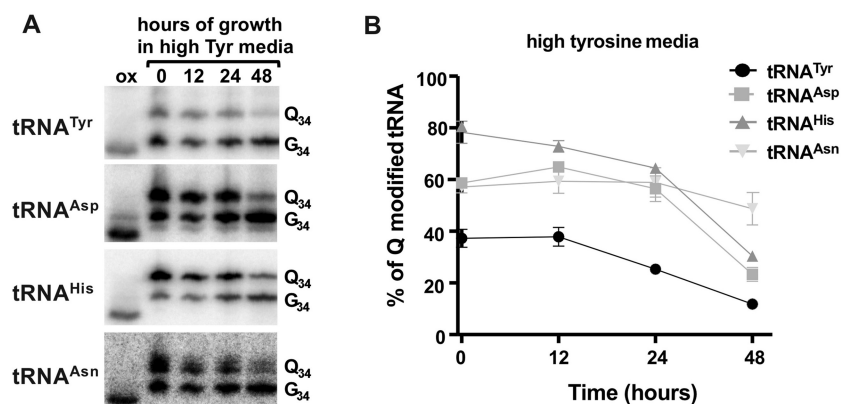 A
hours of growth
in high Tyr media
ox 0 12 24 48
tRNATyr
Q34
G34
tRNAAsp
Q34
G34
tRNAHis
Q34
G34
tRNAAsn
Q34
G34
B
high tyrosine media
tRNATyr
tRNAAsp
tRNAHis
tRNAAsn
% of Q modified tRNA
100
80
60
40
20
0
0 12 24 48
Time (hours)